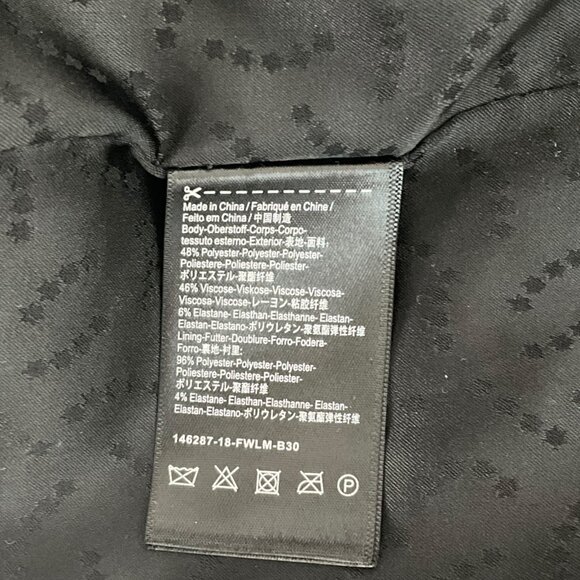 Made in China / Fabriqué en Chine /
Feito em China / 中国制造
Body-Oberstoff-Corps-Corpo-
tessuto esterno-Exterior-表地-面料:
48% Polyester-Polyester-Polyester-
Poliestere-Poliestere-Poliester-
ポリエステル-聚酯纤维
46% Viscose-Viskose-Viscose-Viscosa-
Viscosa-Viscose-レーヨン-粘胶纤维
6% Elastane- Elasthan-Elasthanne- Elastan-
Elastan-Elastano-ポリウレタン-聚氨酯弹性纤维
Lining-Futter-Doublure-Forro-Fodera-
Forro-裏地-衬里:
96% Polyester-Polyester-Polyester-
Poliestere-Poliestere-Poliester-
ポリエステル-聚酯纤维
4% Elastane- Elasthan-Elasthanne- Elastan-
Elastan-Elastano-ポリウレタン-聚氨酯弹性纤维
146287-18-FWLM-B30
P